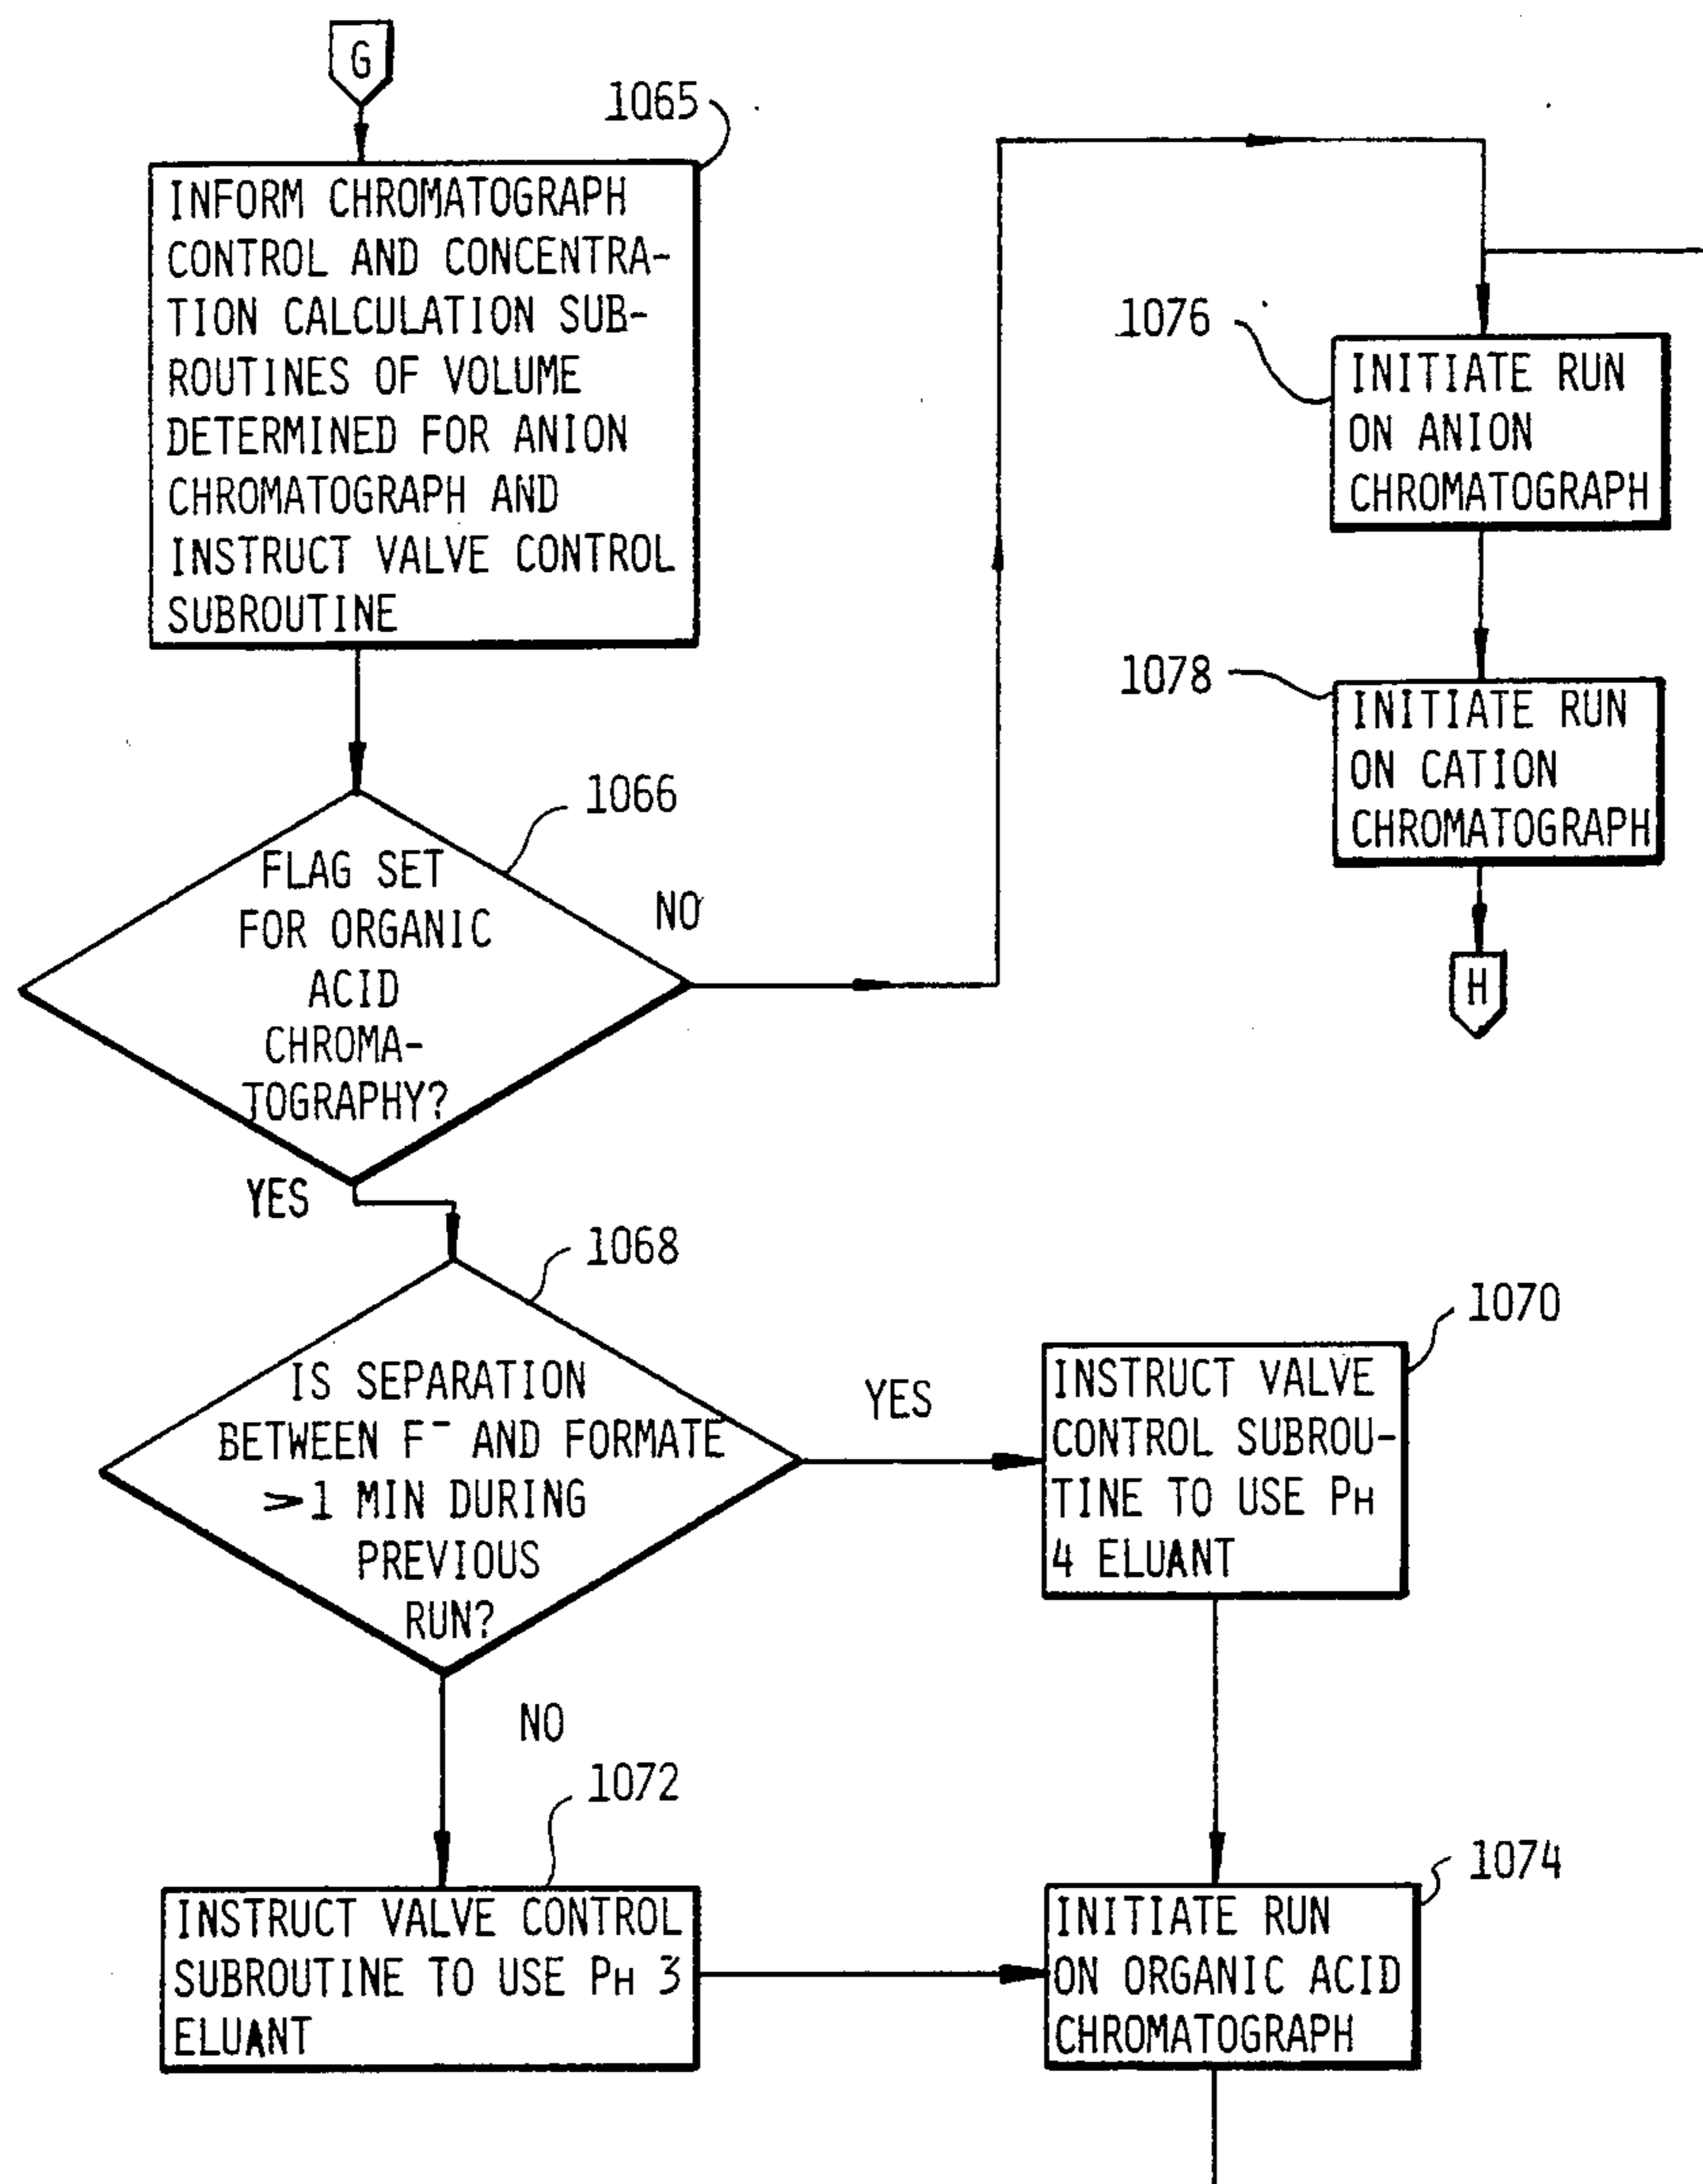 G
1065
INFORM CHROMATOGRAPH
CONTROL AND CONCENTRA-
TION CALCULATION SUB-
ROUTINES OF VOLUME
DETERMINED FOR ANION
CHROMATOGRAPH AND
INSTRUCT VALVE CONTROL
SUBROUTINE
1066
FLAG SET
FOR ORGANIC
ACID
CHROMA-
TOGRAPHY?
NO
YES
1068
IS SEPARATION
BETWEEN F⁻ AND FORMATE
>1 MIN DURING
PREVIOUS
RUN?
YES
NO
1070
INSTRUCT VALVE
CONTROL SUBROU-
TINE TO USE PH
4 ELUANT
1072
INSTRUCT VALVE CONTROL
SUBROUTINE TO USE PH 3
ELUANT
1074
INITIATE RUN
ON ORGANIC ACID
CHROMATOGRAPH
1076
INITIATE RUN
ON ANION
CHROMATOGRAPH
1078
INITIATE RUN
ON CATION
CHROMATOGRAPH
H